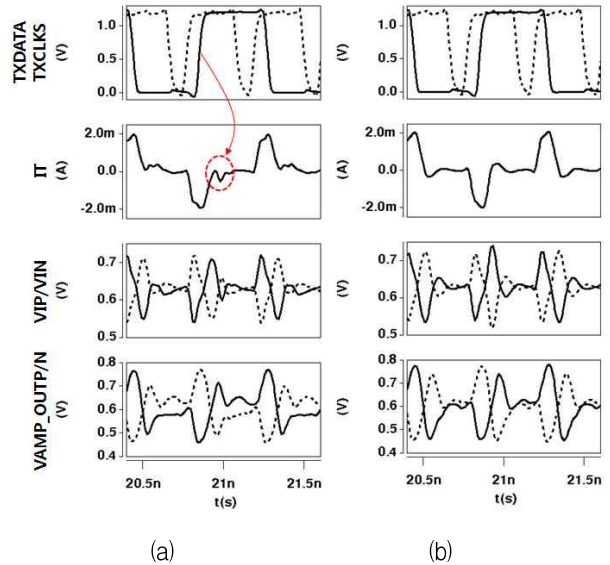 TXDATA
TXCLKS
(V)
1.0
0.5
0.0
(V)
1.0
0.5
0.0
IT
(A)
2.0m
0.0
-2.0m
(A)
2.0m
0.0
-2.0m
VIP/VIN
(V)
0.7
0.6
0.5
(V)
0.7
0.6
0.5
VAMP_OUTP/N
(V)
0.8
0.7
0.6
0.5
0.4
(V)
0.8
0.7
0.6
0.5
0.4
20.5n 21n 21.5n
t(s)
20.5n 21n 21.5n
t(s)
(a)
(b)